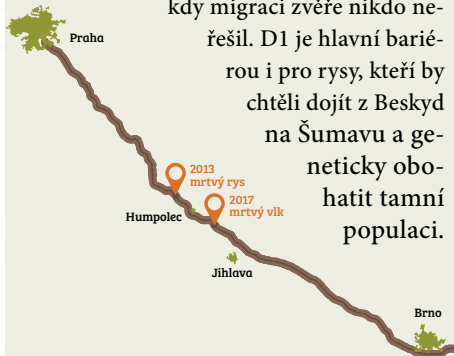 kdy migraci zvěře nikdo ne-
řešil. D1 je hlavní barié-
rou i pro rysy, kteří by
chtěli dojít z Beskyd
na Šumavu a ge-
neticky obo-
hatit tamní
populaci.
Praha
2013
mrtvý rys
2017
mrtvý vlk
Humpolec
Jihlava
Brno